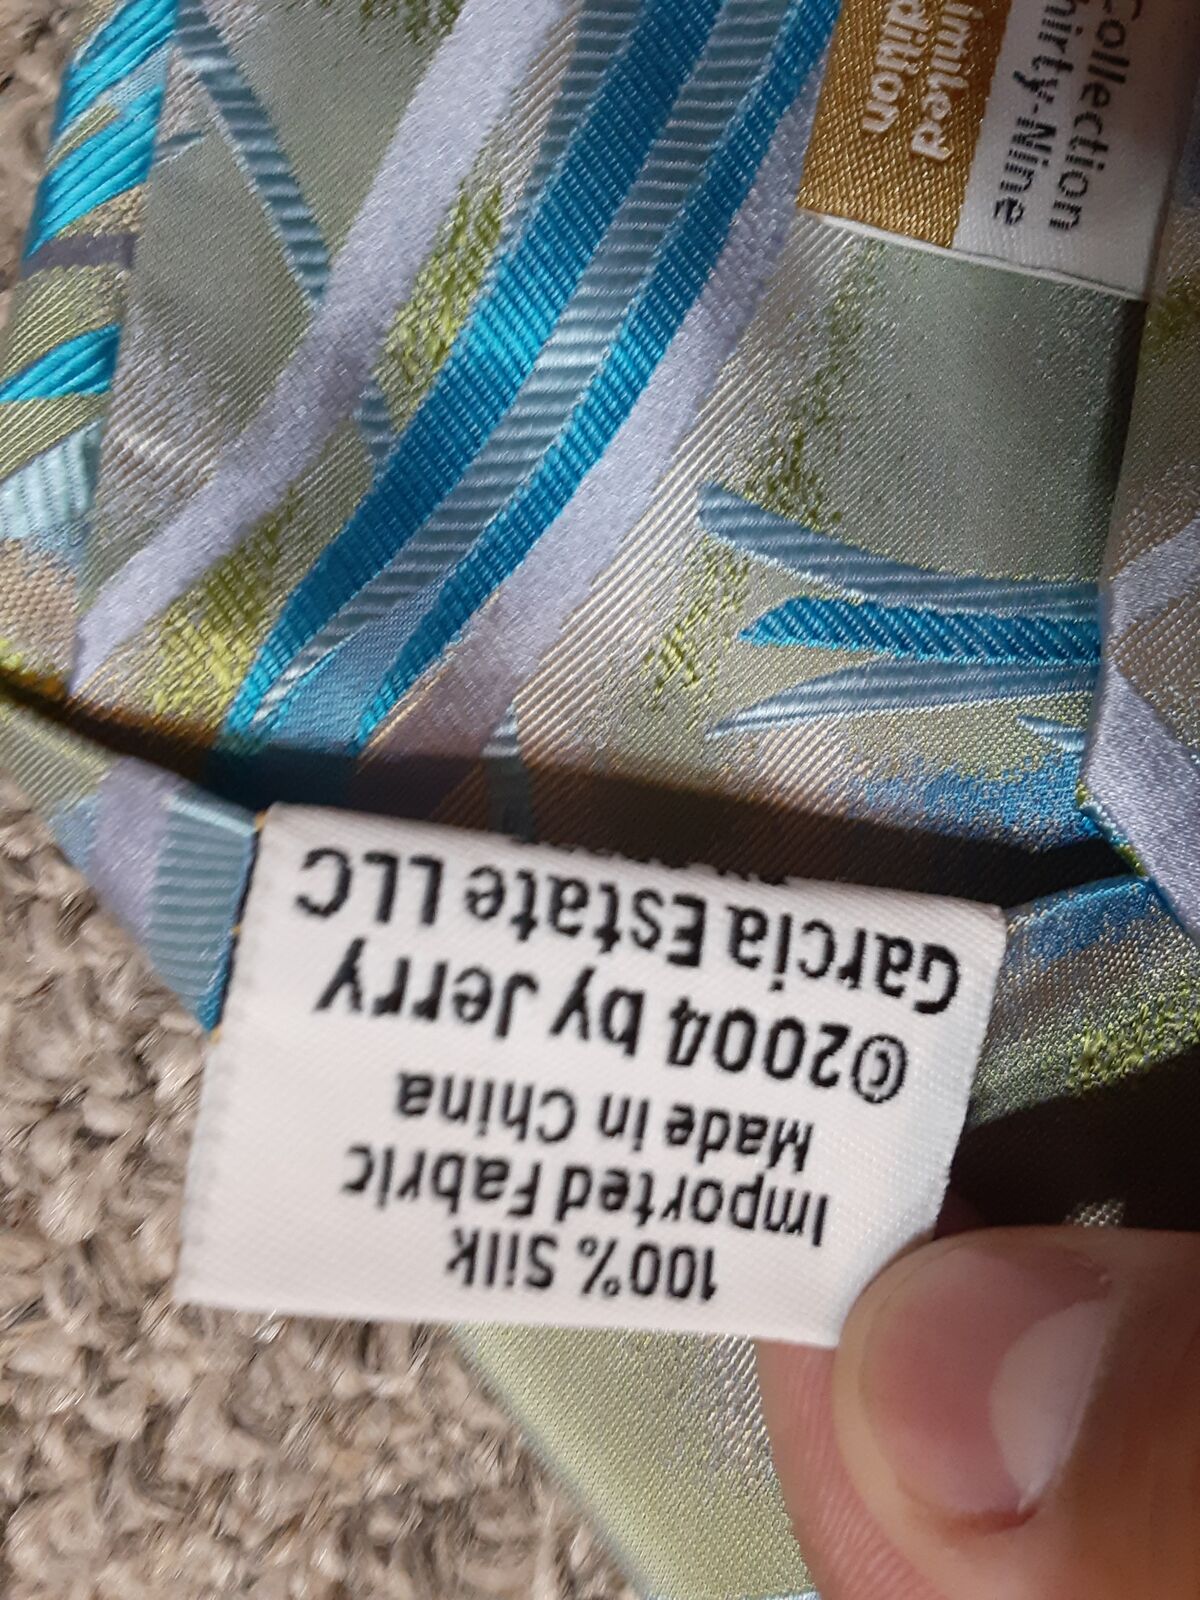 Collection
Thirty-Nine
Limited
Edition
100% Silk
Imported Fabric
Made in China
©2004 by Jerry
Garcia Estate LLC